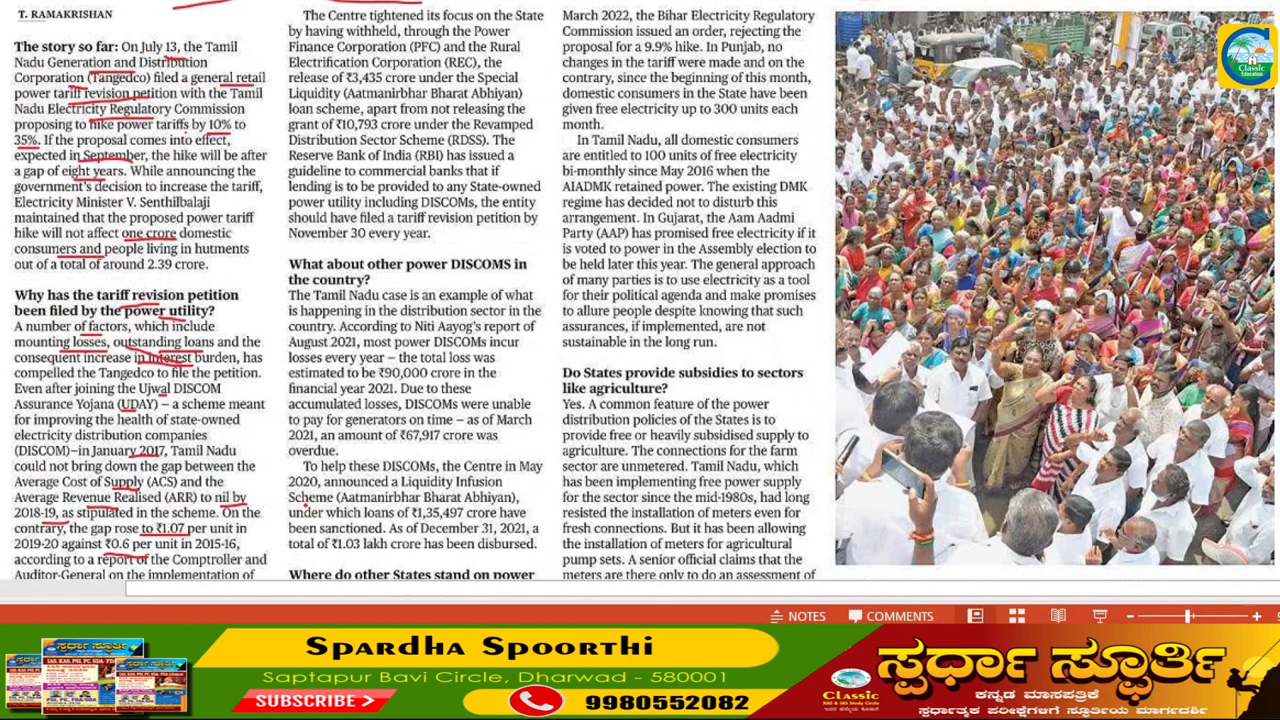 T. RAMAKRISHAN
The story so far: On July 13, the Tamil
Nadu Generation and Distribution
Corporation (Tangedco) filed a general retail
power tariff revision petition with the Tamil
Nadu Electricity Regulatory Commission
proposing to hike power tariffs by 10% to
35%. If the proposal comes into effect,
expected in September, the hike will be after
a gap of eight years. While announcing the
government's decision to increase the tariff,
Electricity Minister V. Senthilbalaji
maintained that the proposed power tariff
hike will not affect one crore domestic
consumers and people living in hutments
out of a total of around 2.39 crore.
Why has the tariff revision petition
been filed by the power utility?
A number of factors, which include
mounting losses, outstanding loans and the
consequent increase in interest burden, has
compelled the Tangedco to file the petition.
Even after joining the Ujwal DISCOM
Assurance Yojana (UDAY) – a scheme meant
for improving the health of state-owned
electricity distribution companies
(DISCOM)–in January 2017, Tamil Nadu
could not bring down the gap between the
Average Cost of Supply (ACS) and the
Average Revenue Realised (ARR) to nil by
2018-19, as stipulated in the scheme. On the
contrary, the gap rose to ₹1.07 per unit in
2019-20 against ₹0.6 per unit in 2015-16,
according to a report of the Comptroller and
Auditor-General on the implementation of
The Centre tightened its focus on the State
by having withheld, through the Power
Finance Corporation (PFC) and the Rural
Electrification Corporation (REC), the
release of ₹3,435 crore under the Special
Liquidity (Aatmanirbhar Bharat Abhiyan)
loan scheme, apart from not releasing the
grant of ₹10,793 crore under the Revamped
Distribution Sector Scheme (RDSS). The
Reserve Bank of India (RBI) has issued a
guideline to commercial banks that if
lending is to be provided to any State-owned
power utility including DISCOMS, the entity
should have filed a tariff revision petition by
November 30 every year.
What about other power DISCOMS in
the country?
The Tamil Nadu case is an example of what
is happening in the distribution sector in the
country. According to Niti Aayog's report of
August 2021, most power DISCOMs incur
losses every year – the total loss was
estimated to be ₹90,000 crore in the
financial year 2021. Due to these
accumulated losses, DISCOMs were unable
to pay for generators on time – as of March
2021, an amount of ₹67,917 crore was
overdue.
To help these DISCOMs, the Centre in May
2020, announced a Liquidity Infusion
Scheme (Aatmanirbhar Bharat Abhiyan),
under which loans of ₹1,35,497 crore have
been sanctioned. As of December 31, 2021, a
total of ₹1.03 lakh crore has been disbursed.
Where do other States stand on power
March 2022, the Bihar Electricity Regulatory
Commission issued an order, rejecting the
proposal for a 9.9% hike. In Punjab, no
changes in the tariff were made and on the
contrary, since the beginning of this month,
domestic consumers in the State have been
given free electricity up to 300 units each
month.
In Tamil Nadu, all domestic consumers
are entitled to 100 units of free electricity
bi-monthly since May 2016 when the
AIADMK retained power. The existing DMK
regime has decided not to disturb this
arrangement. In Gujarat, the Aam Aadmi
Party (AAP) has promised free electricity if it
is voted to power in the Assembly election to
be held later this year. The general approach
of many parties is to use electricity as a tool
for their political agenda and make promises
to allure people despite knowing that such
assurances, if implemented, are not
sustainable in the long run.
Do States provide subsidies to sectors
like agriculture?
Yes. A common feature of the power
distribution policies of the States is to
provide free or heavily subsidised supply to
agriculture. The connections for the farm
sector are unmetered. Tamil Nadu, which
has been implementing free power supply
for the sector since the mid-1980s, had long
resisted the installation of meters even for
fresh connections. But it has been allowing
the installation of meters for agricultural
pump sets. A senior official claims that the
meters are there only to do an assessment of
Classic
Education
NOTES
COMMENTS
Spardha Spoorthi
Saptapur Bavi Circle, Dharwad - 580001
SUBSCRIBE >
9980552082
Classic
IAS & KAS Study Circle
ಸ್ಪರ್ಧಾ ಸ್ಫೂರ್ತಿ
ಕನ್ನಡ ಮಾಸಪತ್ರಿಕೆ
ಸ್ಪರ್ಧಾತ್ಮಕ ಪರೀಕ್ಷೆಗಳಿಗೆ ಸ್ಫೂರ್ತಿಯ ಮಾರ್ಗದರ್ಶಿ